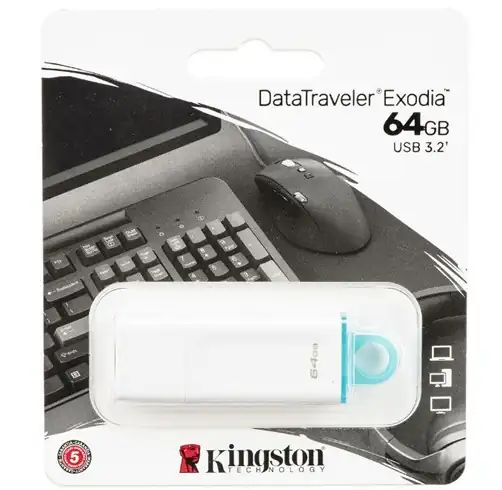 DataTraveler® Exodia™
64GB
USB 3.2¹
64GB
5
Kingston®
TECHNOLOGY